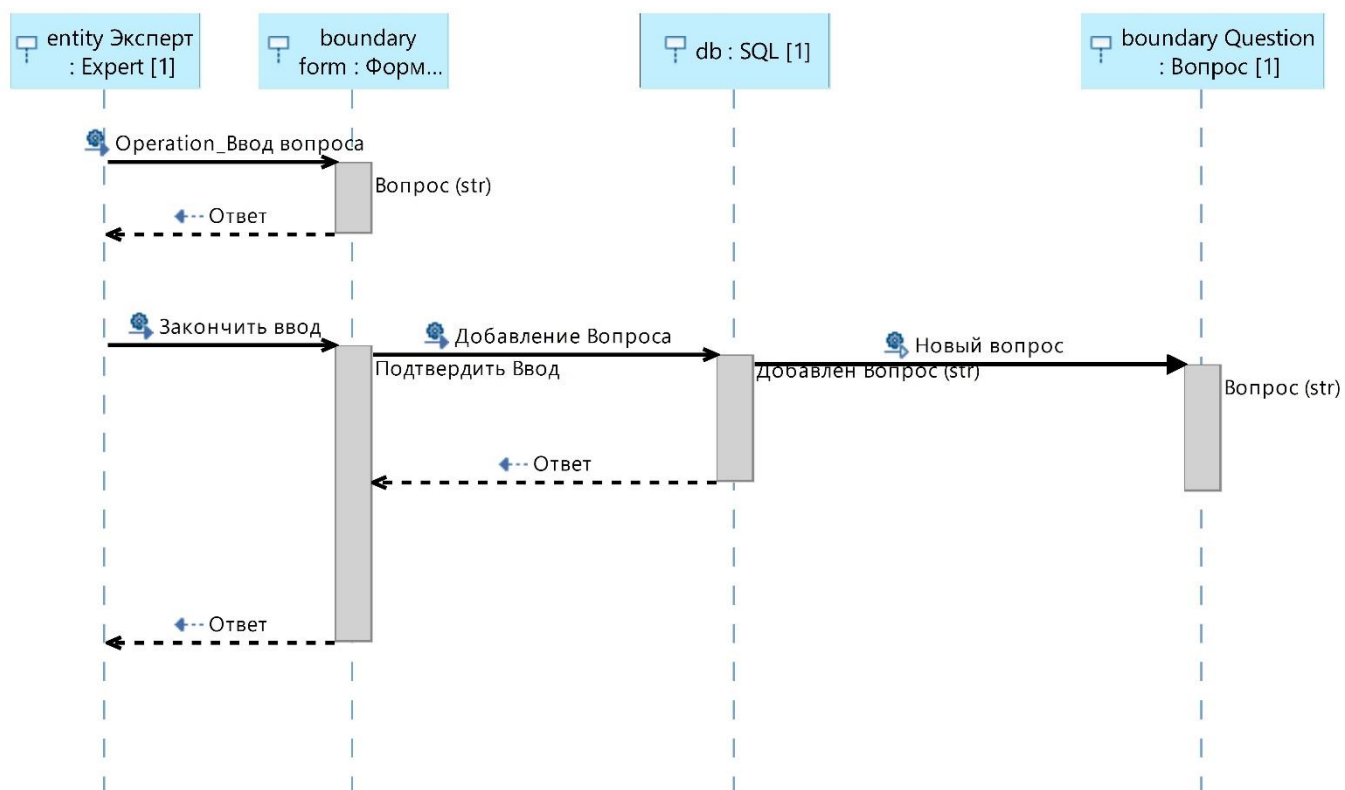 entity Эксперт
: Expert [1]
boundary
form : Форм...
db : SQL [1]
boundary Question
: Вопрос [1]
Operation_Ввод вопроса
Вопрос (str)
Ответ
Закончить ввод
Добавление Вопроса
Новый вопрос
Подтвердить Ввод
Добавлен Вопрос (str)
Вопрос (str)
Ответ
Ответ